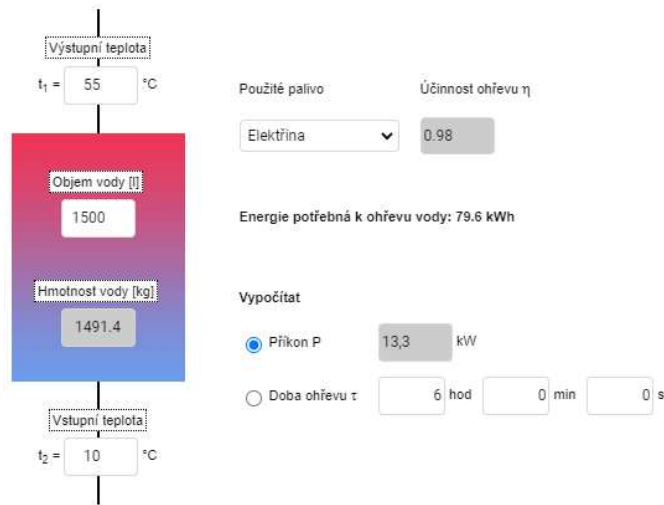 Výstupní teplota
t₁ = 55 °C
Použité palivo
Účinnost ohřevu η
Elektřina
0.98
Objem vody [l]
1500
Energie potřebná k ohřevu vody: 79.6 kWh
Hmotnost vody [kg]
1491.4
Vypočítat
Příkon P 13,3 kW
Doba ohřevu τ 6 hod 0 min 0 s
Vstupní teplota
t₂ = 10 °C